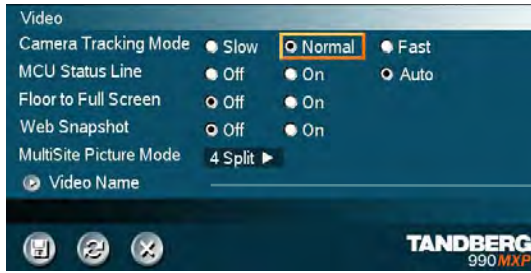 Video
Camera Tracking Mode Slow Normal Fast
MCU Status Line Off On Auto
Floor to Full Screen Off On
Web Snapshot Off On
MultiSite Picture Mode 4 Split
Video Name
TANDBERG
990 MXP